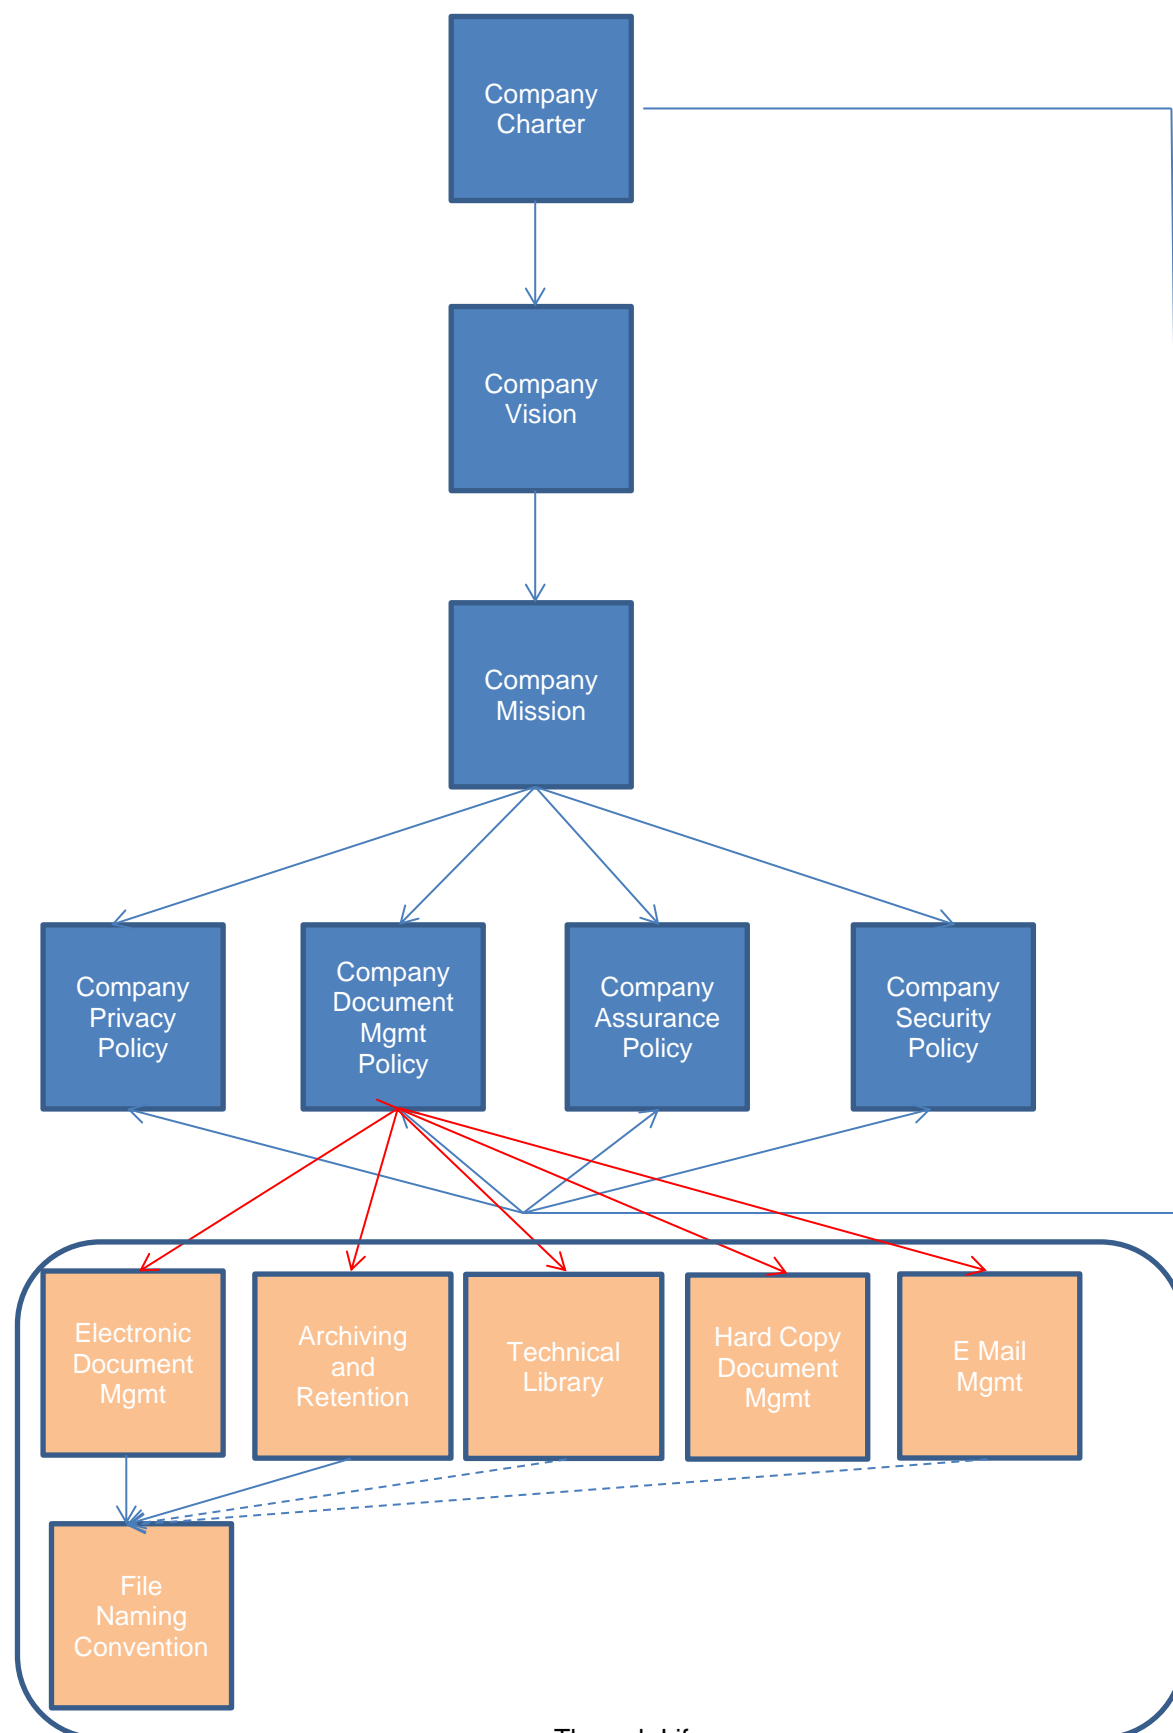 Company
Charter
Company
Vision
Company
Mission
Company
Privacy
Policy
Company
Document
Mgmt
Policy
Company
Assurance
Policy
Company
Security
Policy
Electronic
Document
Mgmt
Archiving
and
Retention
Technical
Library
Hard Copy
Document
Mgmt
E Mail
Mgmt
File
Naming
Convention